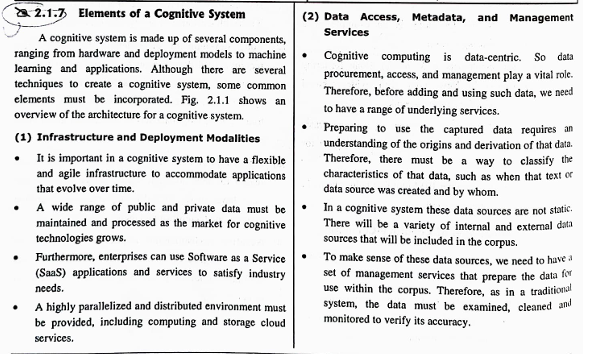 2.1.7 Elements of a Cognitive System
A cognitive system is made up of several components,
ranging from hardware and deployment models to machine
learning and applications. Although there are several
techniques to create a cognitive system, some common
elements must be incorporated. Fig. 2.1.1 shows an
overview of the architecture for a cognitive system.
(1) Infrastructure and Deployment Modalities
• It is important in a cognitive system to have a flexible
and agile infrastructure to accommodate applications
that evolve over time.
• A wide range of public and private data must be
maintained and processed as the market for cognitive
technologies grows.
• Furthermore, enterprises can use Software as a Service
(SaaS) applications and services to satisfy industry
needs.
• A highly parallelized and distributed environment must
be provided, including computing and storage cloud
services.
(2) Data Access, Metadata, and Management
Services
• Cognitive computing is data-centric. So data
procurement, access, and management play a vital role.
Therefore, before adding and using such data, we need
to have a range of underlying services.
• Preparing to use the captured data requires an
understanding of the origins and derivation of that data.
Therefore, there must be a way to classify the
characteristics of that data, such as when that text or
data source was created and by whom.
• In a cognitive system these data sources are not static.
There will be a variety of internal and external data
sources that will be included in the corpus.
• To make sense of these data sources, we need to have a
set of management services that prepare the data for
use within the corpus. Therefore, as in a traditional
system, the data must be examined, cleaned and
monitored to verify its accuracy.